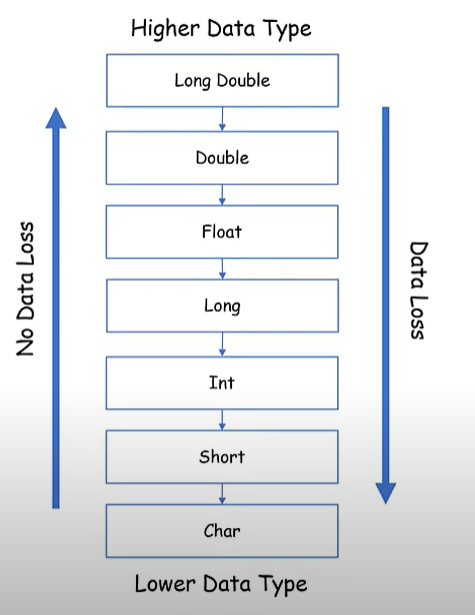 Higher Data Type
Long Double
Double
Float
Long
Int
Short
Char
Lower Data Type
No Data Loss
Data Loss